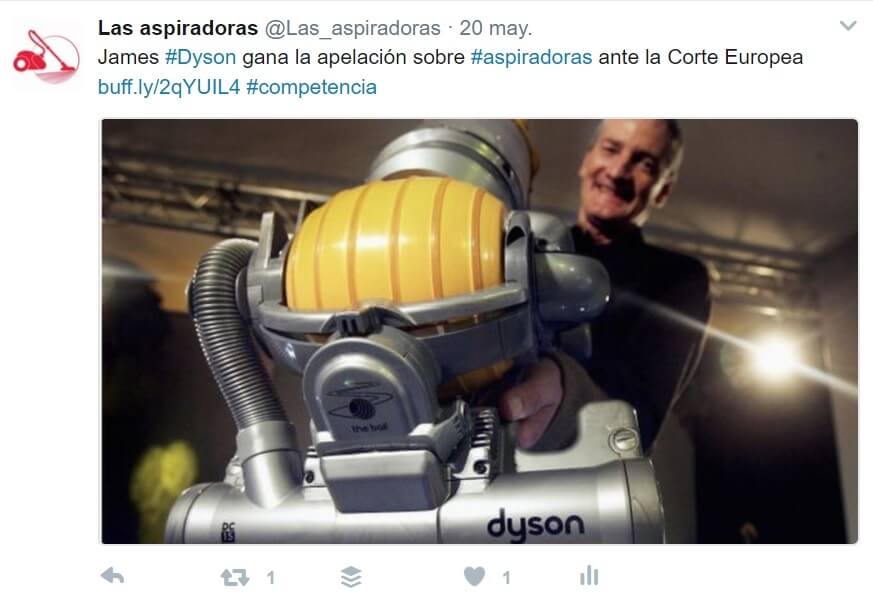 Las aspiradoras @Las_aspiradoras · 20 may.
James #Dyson gana la apelación sobre #aspiradoras ante la Corte Europea
buff.ly/2qYUIL4 #competencia
the ball
DC
15
dyson
1 1